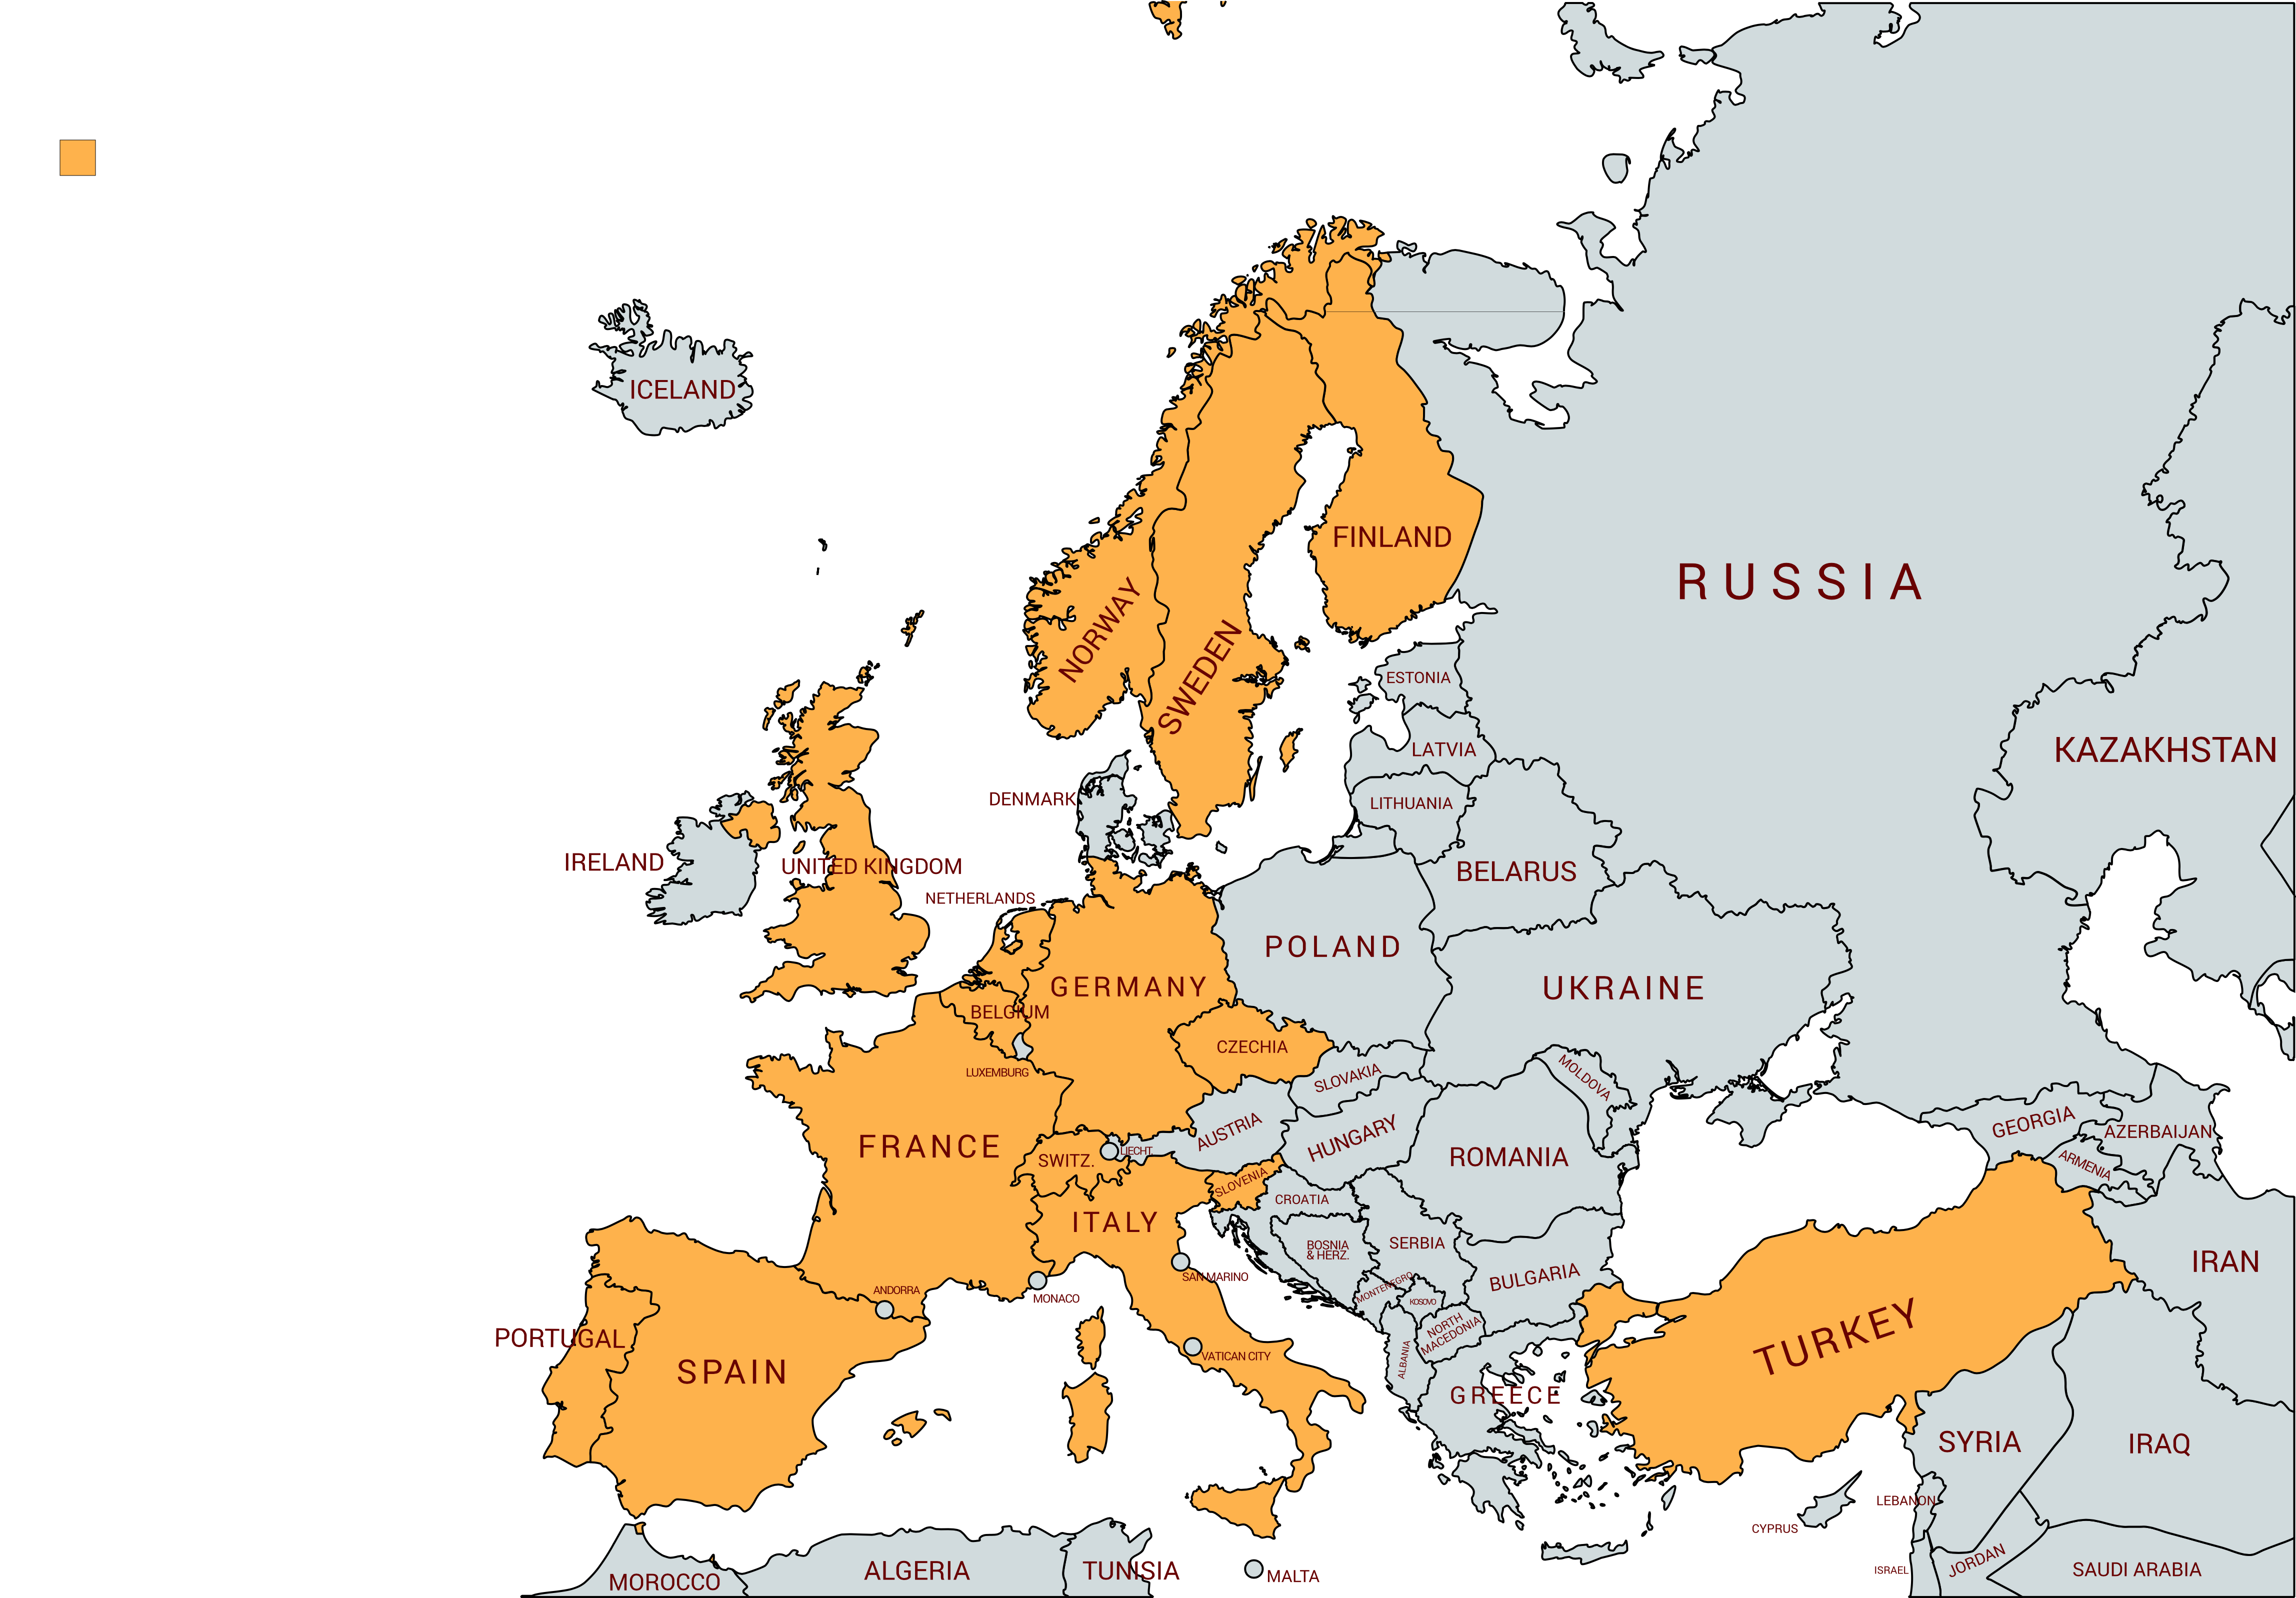 ICELAND
FINLAND
RUSSIA
NORWAY
SWEDEN
ESTONIA
LATVIA
KAZAKHSTAN
DENMARK
LITHUANIA
IRELAND
UNITED KINGDOM
BELARUS
NETHERLANDS
POLAND
GERMANY
UKRAINE
BELGIUM
CZECHIA
LUXEMBURG
SLOVAKIA
MOLDOVA
FRANCE
SWITZ.
LIECHT.
AUSTRIA
HUNGARY
ROMANIA
GEORGIA
AZERBAIJAN
ARMENIA
SLOVENIA
CROATIA
ITALY
BOSNIA
& HERZ.
SERBIA
SAN MARINO
MONTENEGRO
KOSOVO
BULGARIA
IRAN
ANDORRA
MONACO
PORTUGAL
SPAIN
VATICAN CITY
ALBANIA
NORTH
MACEDONIA
GREECE
TURKEY
SYRIA
IRAQ
LEBANON
CYPRUS
ISRAEL
JORDAN
SAUDI ARABIA
MOROCCO
ALGERIA
TUNISIA
MALTA